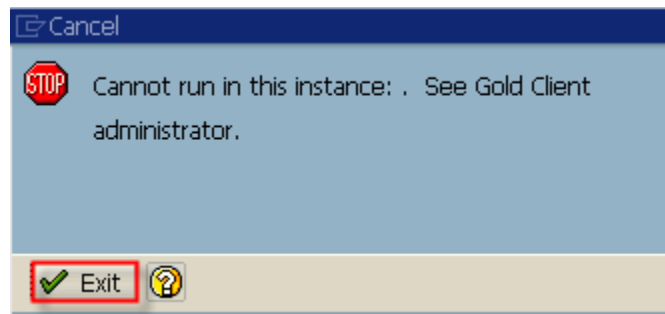 Cancel
STOP
Cannot run in this instance: . See Gold Client
administrator.
Exit
?